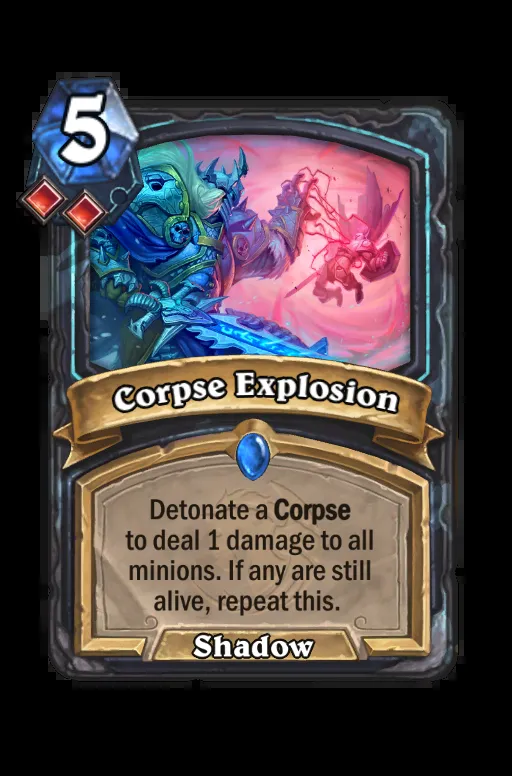 5
Corpse Explosion
Detonate a Corpse
to deal 1 damage to all
minions. If any are still
alive, repeat this.
Shadow